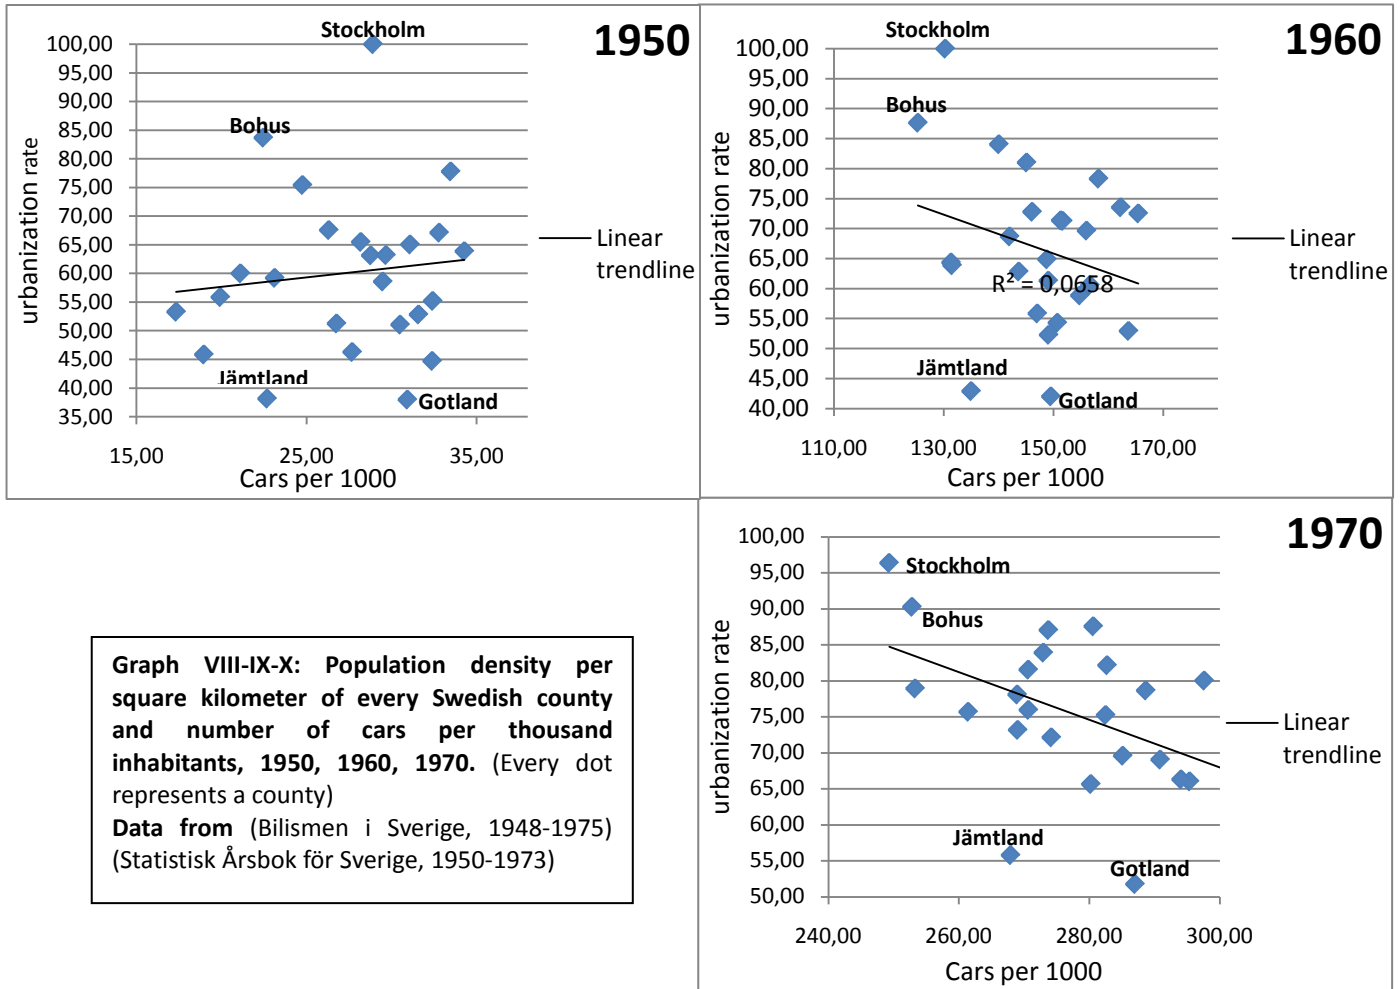 1950
Stockholm
Bohus
Jämtland
Gotland
100,00
95,00
90,00
85,00
80,00
75,00
70,00
65,00
60,00
55,00
50,00
45,00
40,00
35,00
urbanization rate
15,00 25,00 35,00
Cars per 1000
Linear
trendline
1960
Stockholm
Bohus
R² = 0,0658
Jämtland
Gotland
100,00
95,00
90,00
85,00
80,00
75,00
70,00
65,00
60,00
55,00
50,00
45,00
40,00
urbanization rate
110,00 130,00 150,00 170,00
Cars per 1000
Linear
trendline
Graph VIII-IX-X: Population density per
square kilometer of every Swedish county
and number of cars per thousand
inhabitants, 1950, 1960, 1970. (Every dot
represents a county)
Data from (Bilismen i Sverige, 1948-1975)
(Statistisk Årsbok för Sverige, 1950-1973)
1970
Stockholm
Bohus
Jämtland
Gotland
100,00
95,00
90,00
85,00
80,00
75,00
70,00
65,00
60,00
55,00
50,00
urbanization rate
240,00 260,00 280,00 300,00
Cars per 1000
Linear
trendline